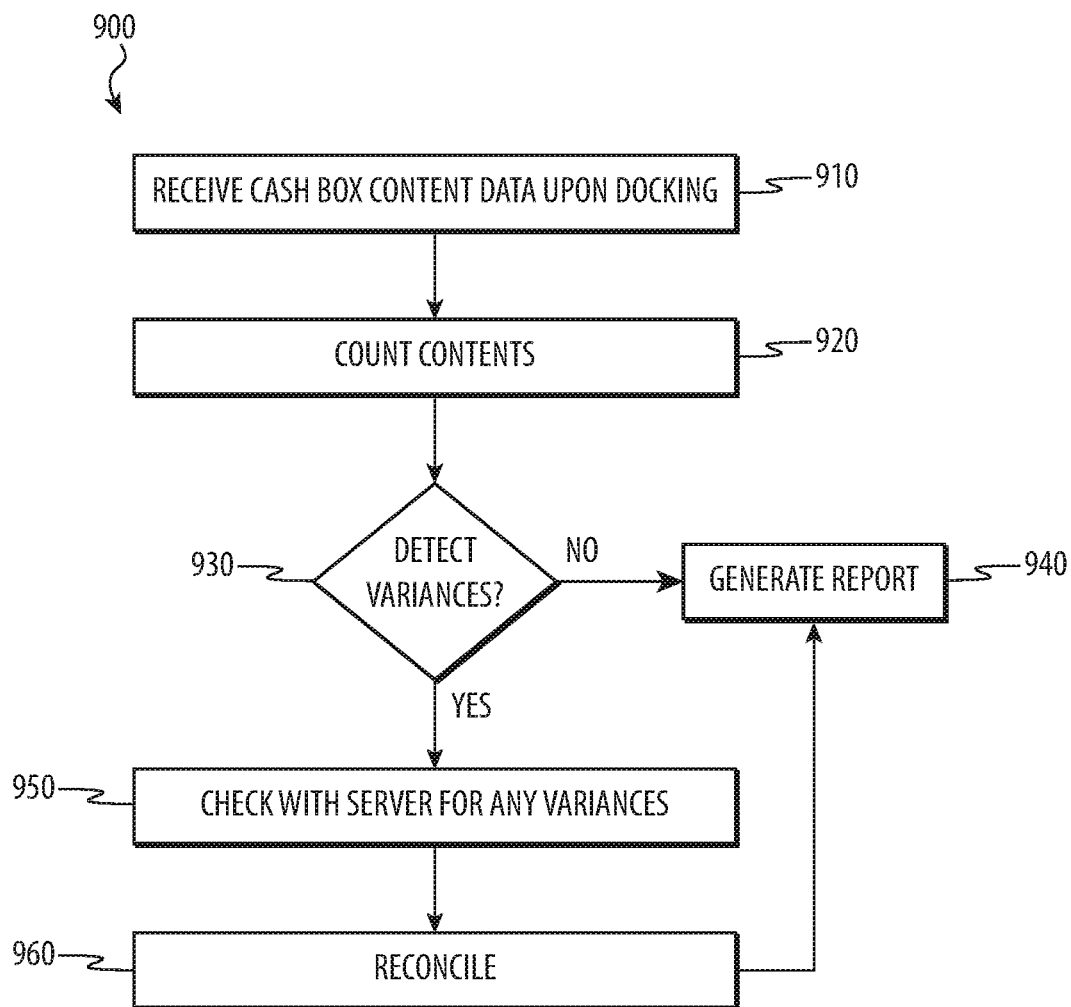 900
RECEIVE CASH BOX CONTENT DATA UPON DOCKING
910
COUNT CONTENTS
920
930
DETECT
VARIANCES?
NO
GENERATE REPORT
940
YES
950
CHECK WITH SERVER FOR ANY VARIANCES
960
RECONCILE